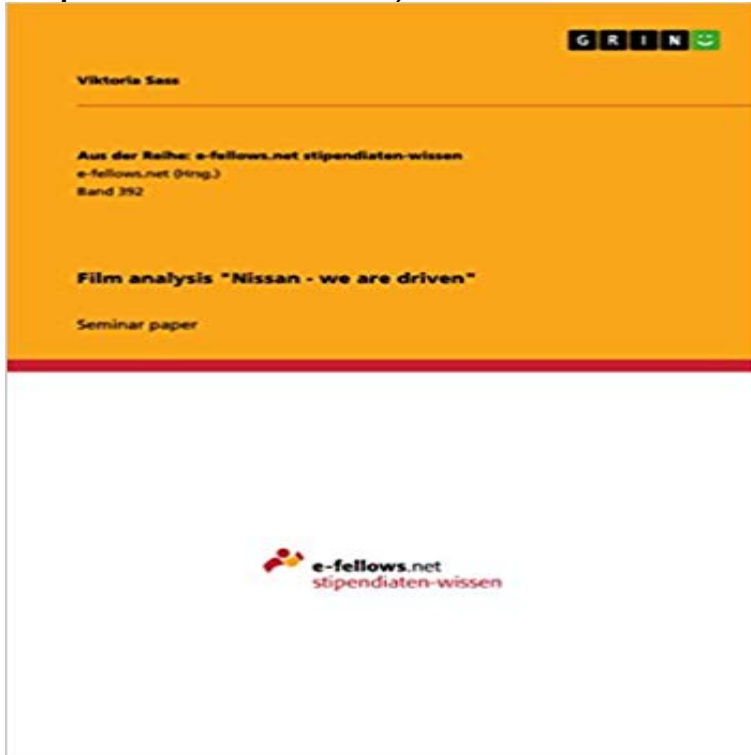 GRIN
Viktoria Sass
Aus der Reihe: e-fellows.net stipendiaten-wissen
e-fellows.net (Hrsg.)
Band 392
Film analysis "Nissan - we are driven"
Seminar paper
e-fellows.net
stipendiaten-wissen